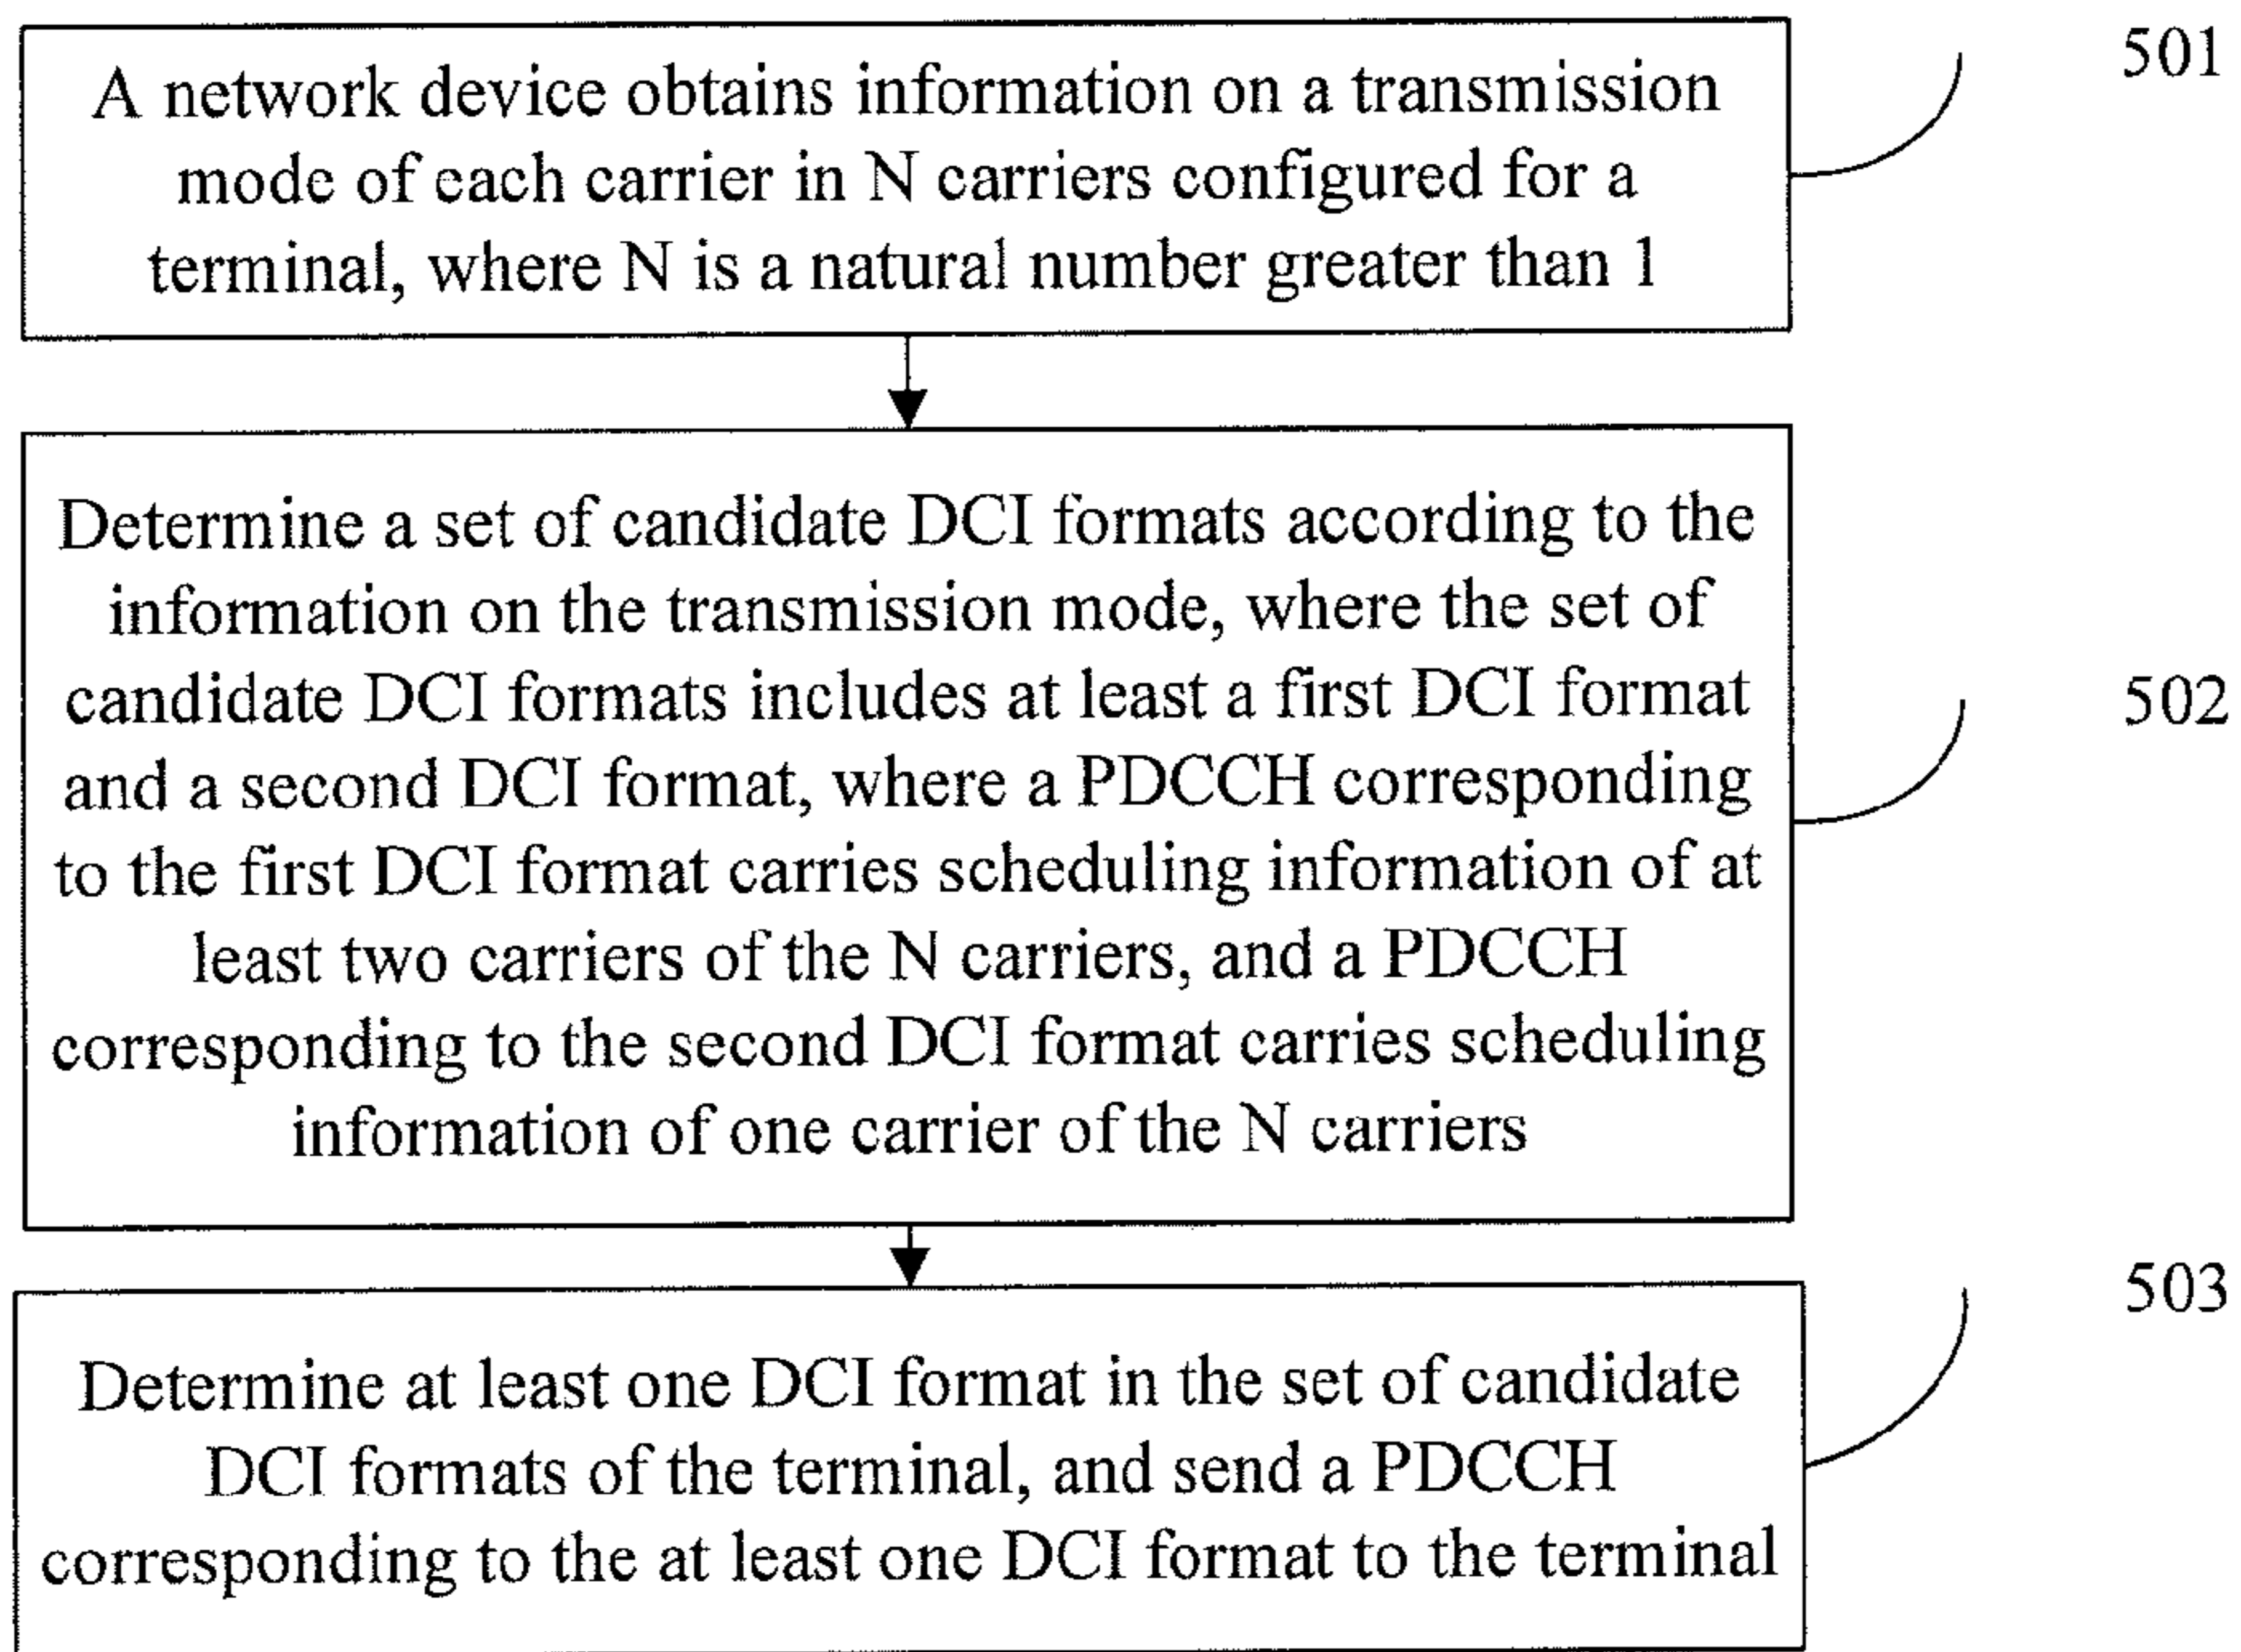 A network device obtains information on a transmission
mode of each carrier in N carriers configured for a
terminal, where N is a natural number greater than 1
501
Determine a set of candidate DCI formats according to the
information on the transmission mode, where the set of
candidate DCI formats includes at least a first DCI format
and a second DCI format, where a PDCCH corresponding
to the first DCI format carries scheduling information of at
least two carriers of the N carriers, and a PDCCH
corresponding to the second DCI format carries scheduling
information of one carrier of the N carriers
502
Determine at least one DCI format in the set of candidate
DCI formats of the terminal, and send a PDCCH
corresponding to the at least one DCI format to the terminal
503